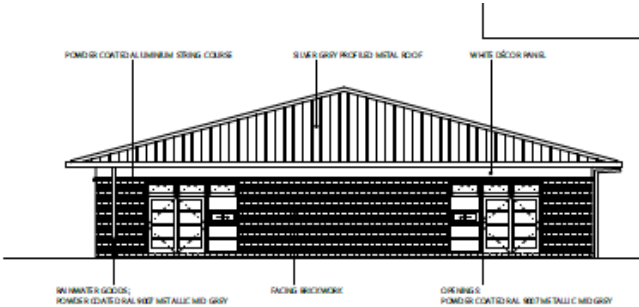 POWDER COATED ALUMINIUM STRING COURSE
SILVER GREY PROFILED METAL ROOF
WHITE DÉCOR PANEL
RAINWATER GOODS;
POWDER COATED RAL 9007 METALLIC MID GREY
FACING BRICKWORK
OPENINGS:
POWDER COATED RAL 9007 METALLIC MID GREY